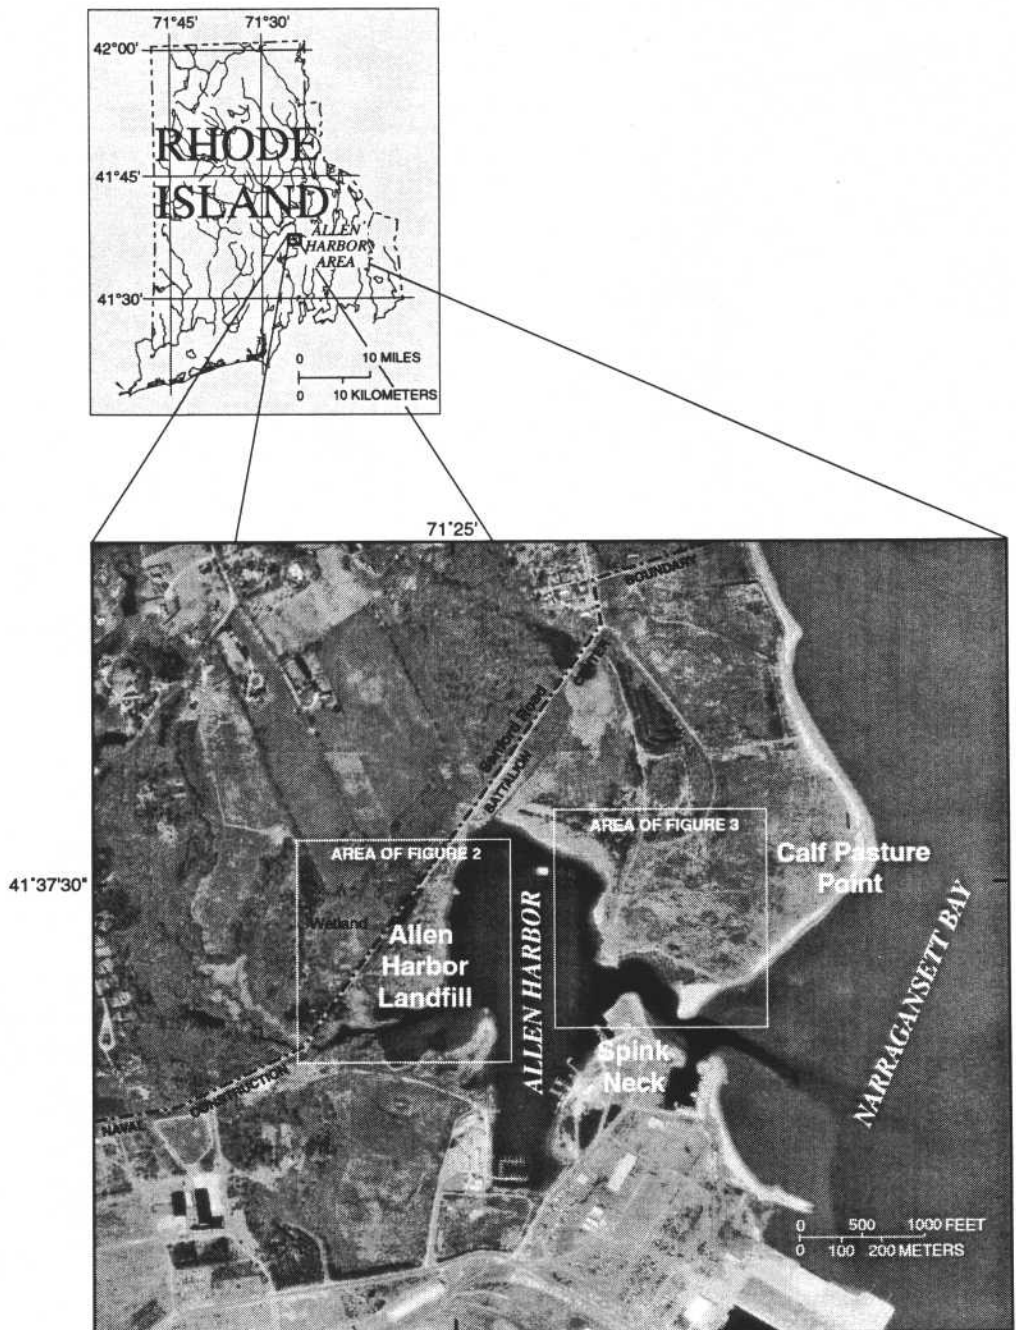 71°45' 71°30'
42°00'
RHODE
41°45'
ISLAND
ALLEN
HARBOR
AREA
41°30'
0 10 MILES
0 10 KILOMETERS
71°25'
BOUNDARY
CENTER
Sanford Road
BATTALION
AREA OF FIGURE 3
AREA OF FIGURE 2
Calf Pasture
Point
41°37'30"
Wetland
Allen
Harbor
Landfill
ALLEN HARBOR
NARRAGANSETT BAY
Spink
Neck
CONSTRUCTION
NAVAL
0 500 1000 FEET
0 100 200 METERS